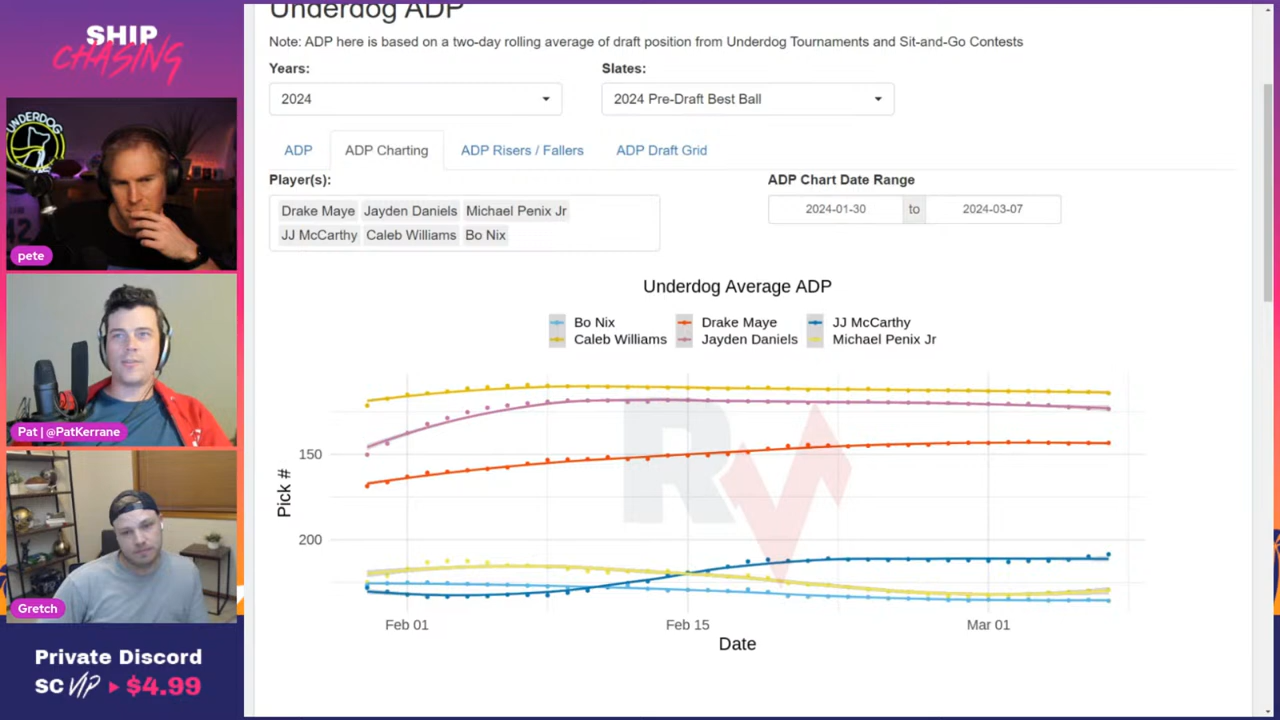 SHIP
CHASING
UNDERDOG
pete
Pat | @PatKerrane
Gretch
Private Discord
SC VIP ▸ $4.99
Underdog ADP
Note: ADP here is based on a two-day rolling average of draft position from Underdog Tournaments and Sit-and-Go Contests
Years:
Slates:
2024
2024 Pre-Draft Best Ball
ADP
ADP Charting
ADP Risers / Fallers
ADP Draft Grid
Player(s):
Drake Maye Jayden Daniels Michael Penix Jr
JJ McCarthy Caleb Williams Bo Nix
ADP Chart Date Range
2024-01-30 to 2024-03-07
Underdog Average ADP
Bo Nix Drake Maye JJ McCarthy
Caleb Williams Jayden Daniels Michael Penix Jr
RV
Pick #
150
200
Feb 01 Feb 15 Mar 01
Date